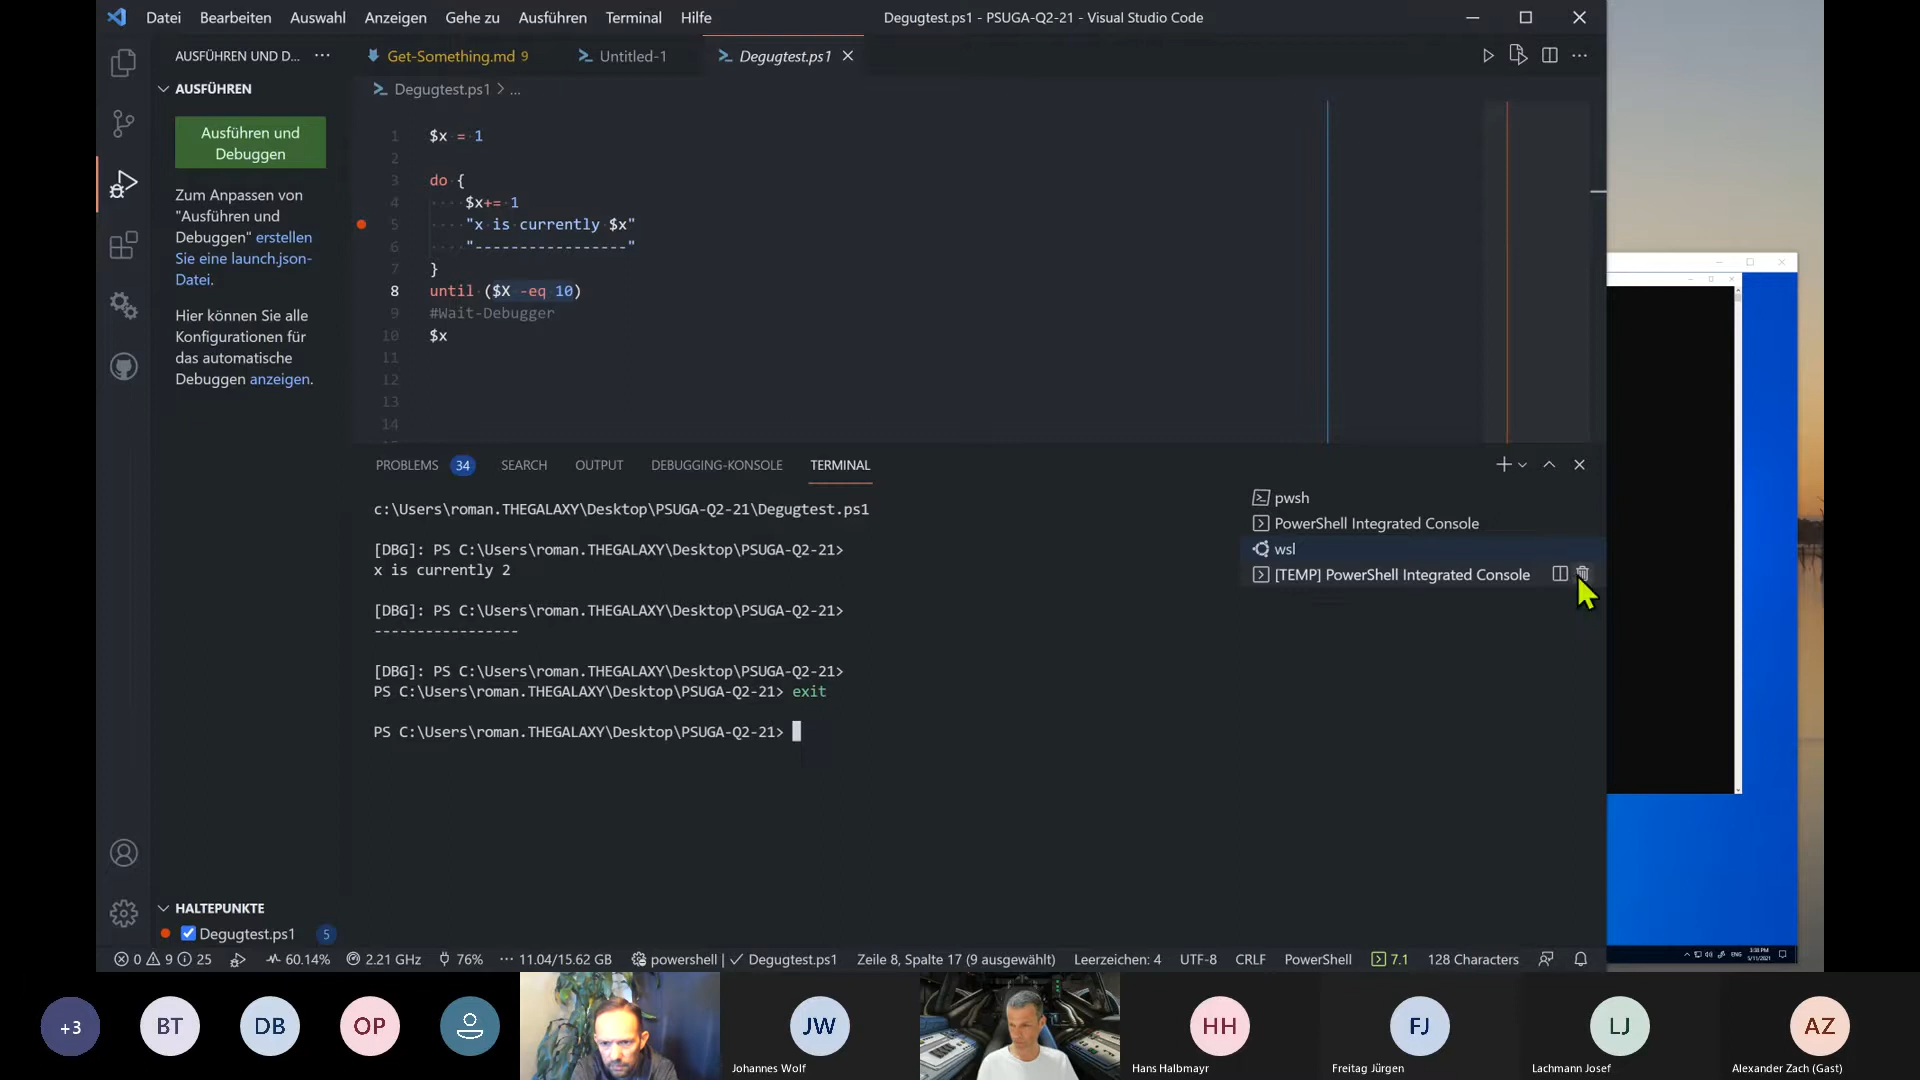 Datei Bearbeiten Auswahl Anzeigen Gehe zu Ausführen Terminal Hilfe
Degugtest.ps1 - PSUGA-Q2-21 - Visual Studio Code
AUSFÜHREN UND D... ···
Get-Something.md 9
Untitled-1
Degugtest.ps1
AUSFÜHREN
Degugtest.ps1 > ...
Ausführen und
Debuggen
Zum Anpassen von
"Ausführen und
Debuggen" erstellen
Sie eine launch.json-
Datei.
Hier können Sie alle
Konfigurationen für
das automatische
Debuggen anzeigen.
1 $x = 1
2
3 do {
4 ····$x+= 1
5 ····"x is currently $x"
6 ····"-----------------"
7 }
8 until ($X -eq 10)
9 #Wait-Debugger
10 $x
11
12
13
14
PROBLEMS 34 SEARCH OUTPUT DEBUGGING-KONSOLE TERMINAL
c:\Users\roman.THEGALAXY\Desktop\PSUGA-Q2-21\Degugtest.ps1
[DBG]: PS C:\Users\roman.THEGALAXY\Desktop\PSUGA-Q2-21>
x is currently 2
[DBG]: PS C:\Users\roman.THEGALAXY\Desktop\PSUGA-Q2-21>
-----------------
[DBG]: PS C:\Users\roman.THEGALAXY\Desktop\PSUGA-Q2-21>
PS C:\Users\roman.THEGALAXY\Desktop\PSUGA-Q2-21> exit
PS C:\Users\roman.THEGALAXY\Desktop\PSUGA-Q2-21>
pwsh
PowerShell Integrated Console
wsl
[TEMP] PowerShell Integrated Console
HALTEPUNKTE
Degugtest.ps1 5
0 9 25 60.14% 2.21 GHz 76% ··· 11.04/15.62 GB powershell | ✓ Degugtest.ps1 Zeile 8, Spalte 17 (9 ausgewählt) Leerzeichen: 4 UTF-8 CRLF PowerShell 7.1 128 Characters
ENG
3:38 PM
5/11/2021
+3 BT DB OP JW HH FJ LJ AZ
Johannes Wolf
Hans Halbmayr
Freitag Jürgen
Lachmann Josef
Alexander Zach (Gast)